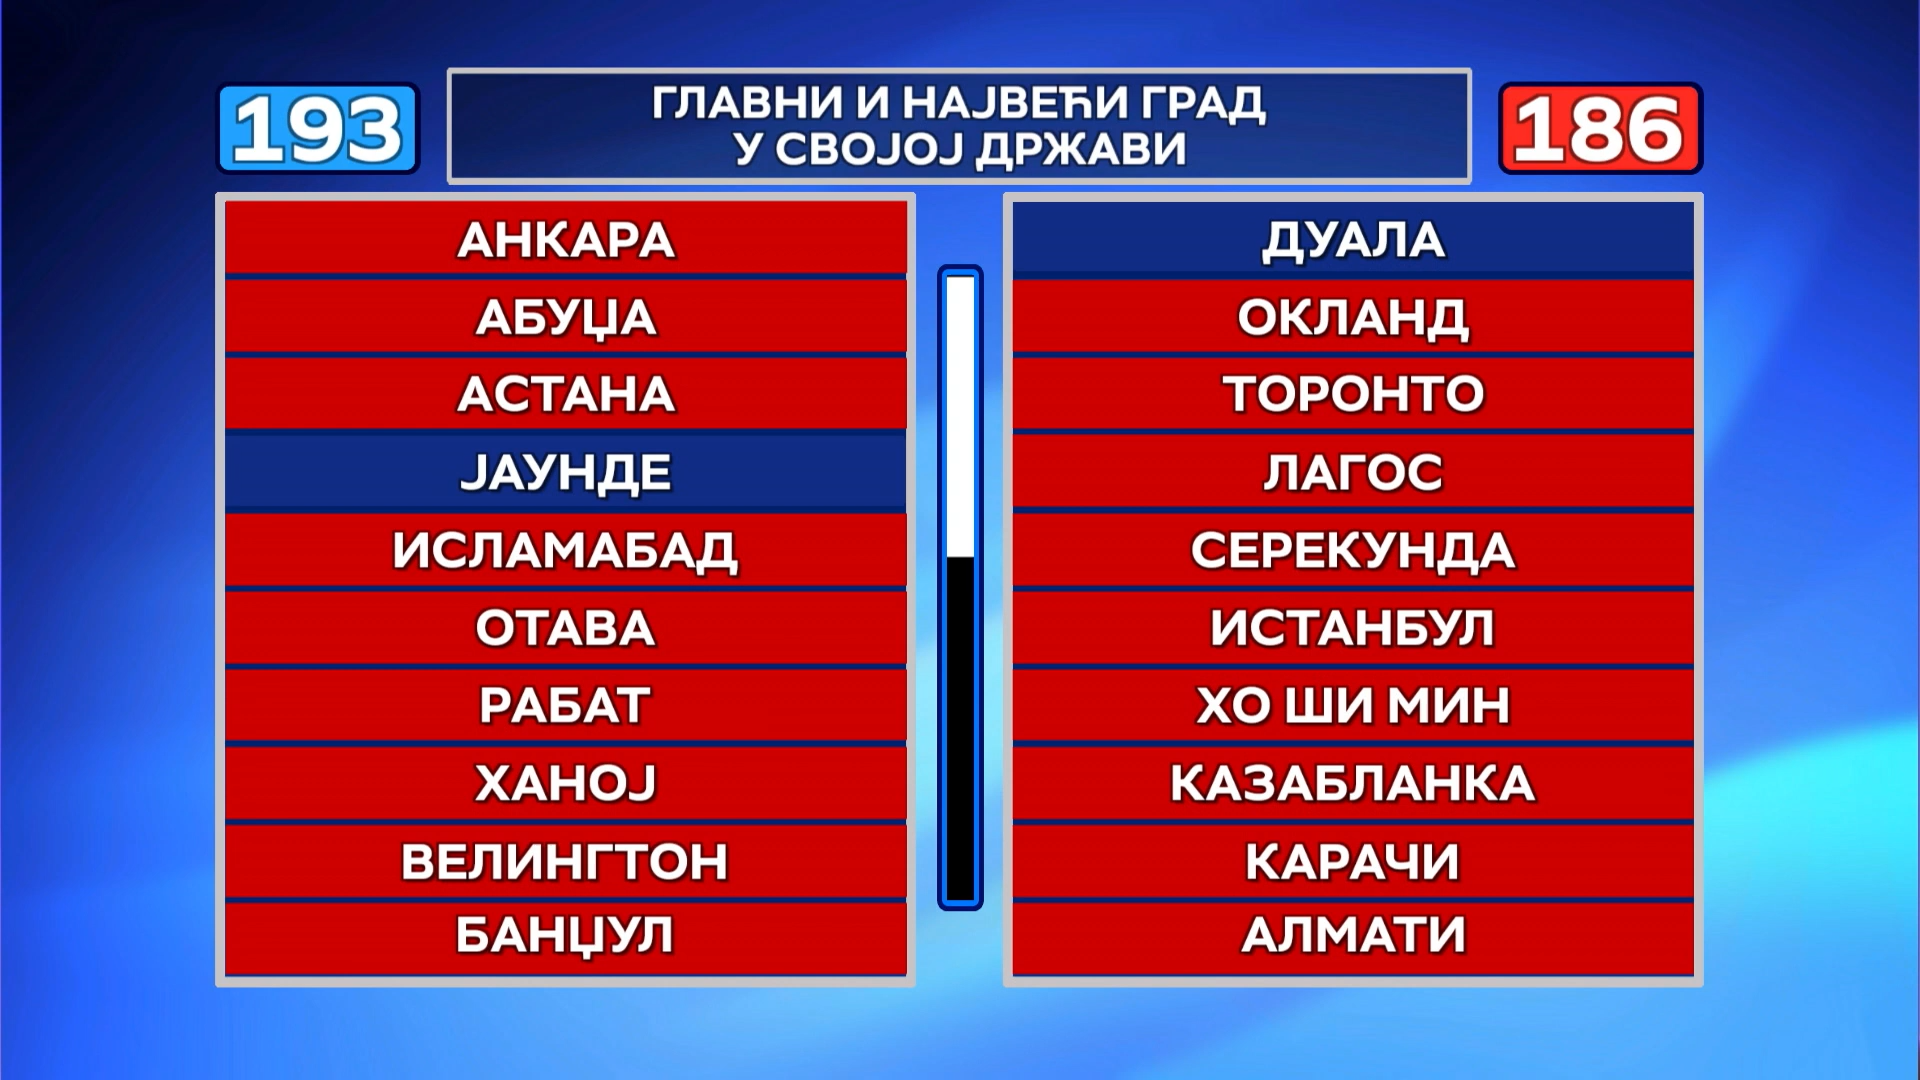 193
ГЛАВНИ И НАЈВЕЋИ ГРАД
У СВОЈОЈ ДРЖАВИ
186
АНКАРА
АБУЏА
АСТАНА
ЈАУНДЕ
ИСЛАМАБАД
ОТАВА
РАБАТ
ХАНОЈ
ВЕЛИНГТОН
БАНЏУЛ
ДУАЛА
ОКЛАНД
ТОРОНТО
ЛАГОС
СЕРЕКУНДА
ИСТАНБУЛ
ХО ШИ МИН
КАЗАБЛАНКА
КАРАЧИ
АЛМАТИ